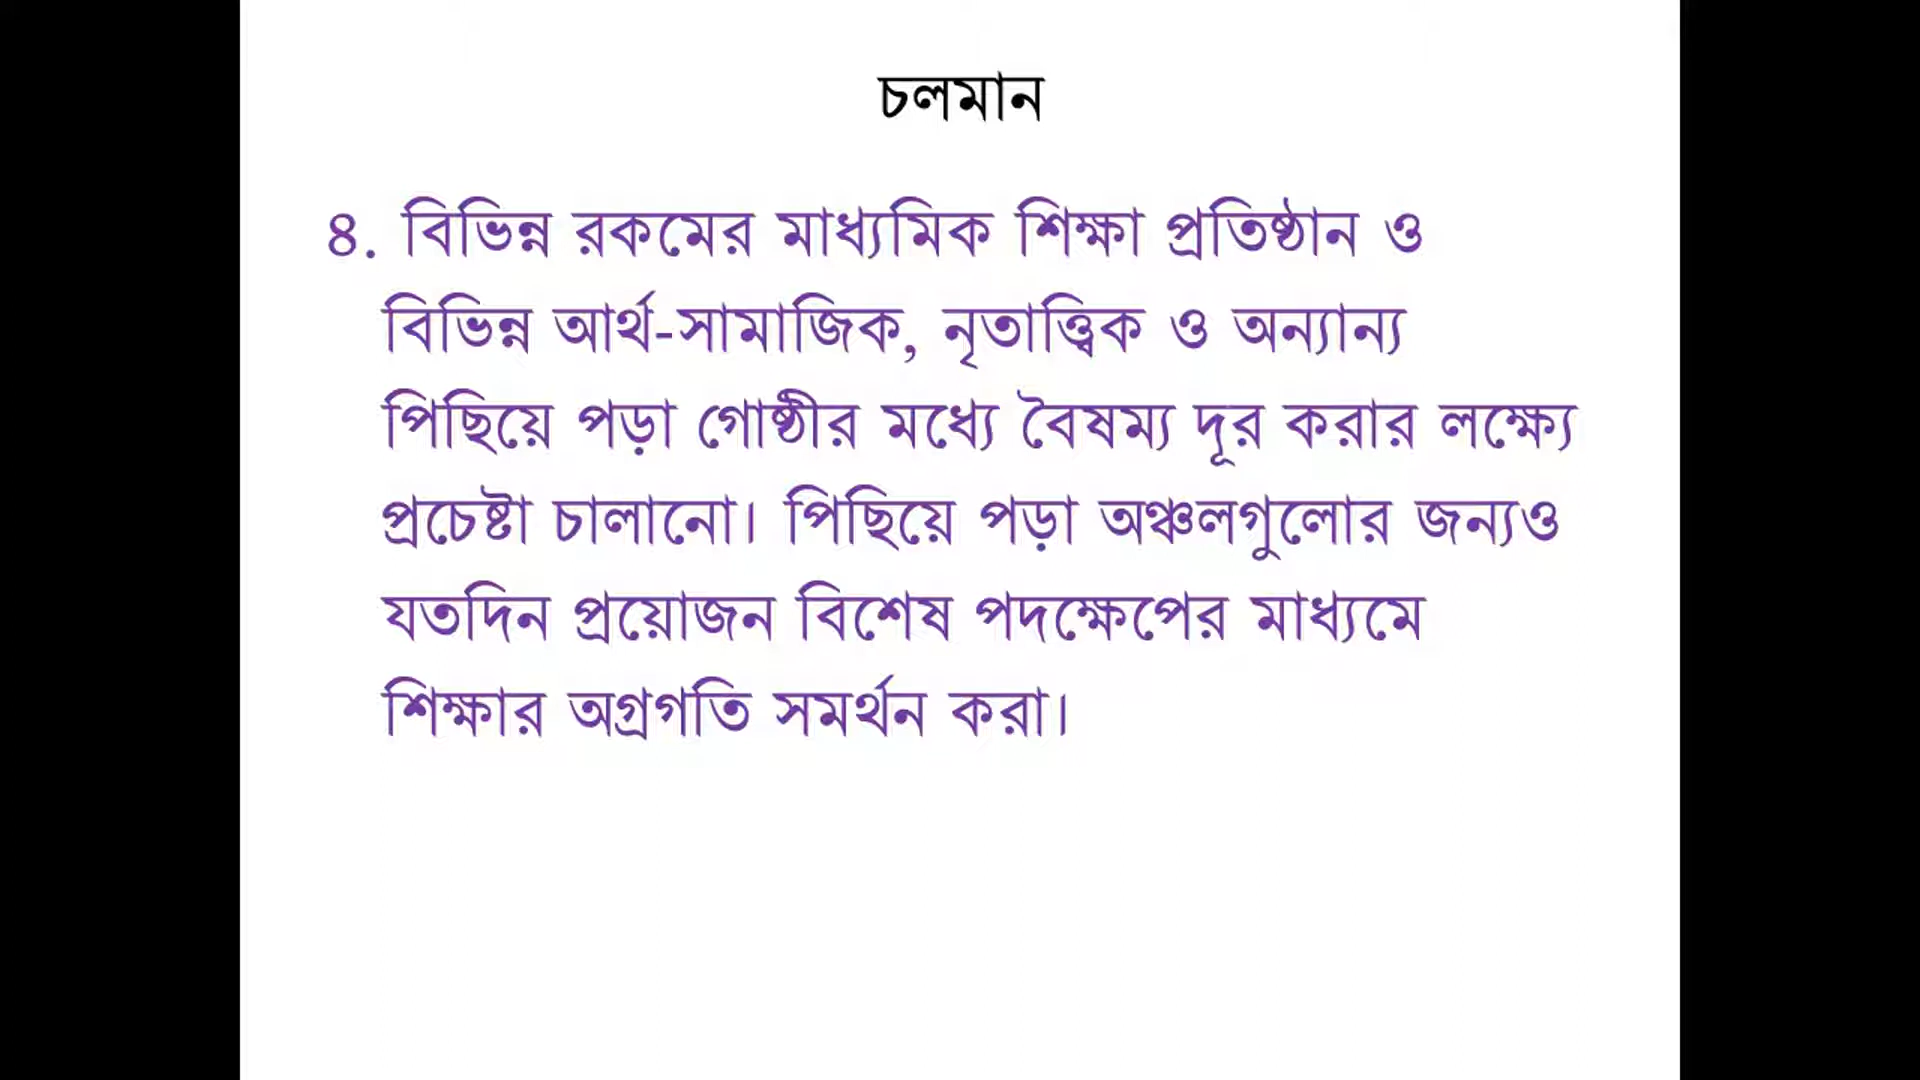 চলমান
৪. বিভিন্ন রকমের মাধ্যমিক শিক্ষা প্রতিষ্ঠান ও
বিভিন্ন আর্থ-সামাজিক, নৃতাত্ত্বিক ও অন্যান্য
পিছিয়ে পড়া গোষ্ঠীর মধ্যে বৈষম্য দূর করার লক্ষ্যে
প্রচেষ্টা চালানো। পিছিয়ে পড়া অঞ্চলগুলোর জন্যও
যতদিন প্রয়োজন বিশেষ পদক্ষেপের মাধ্যমে
শিক্ষার অগ্রগতি সমর্থন করা।